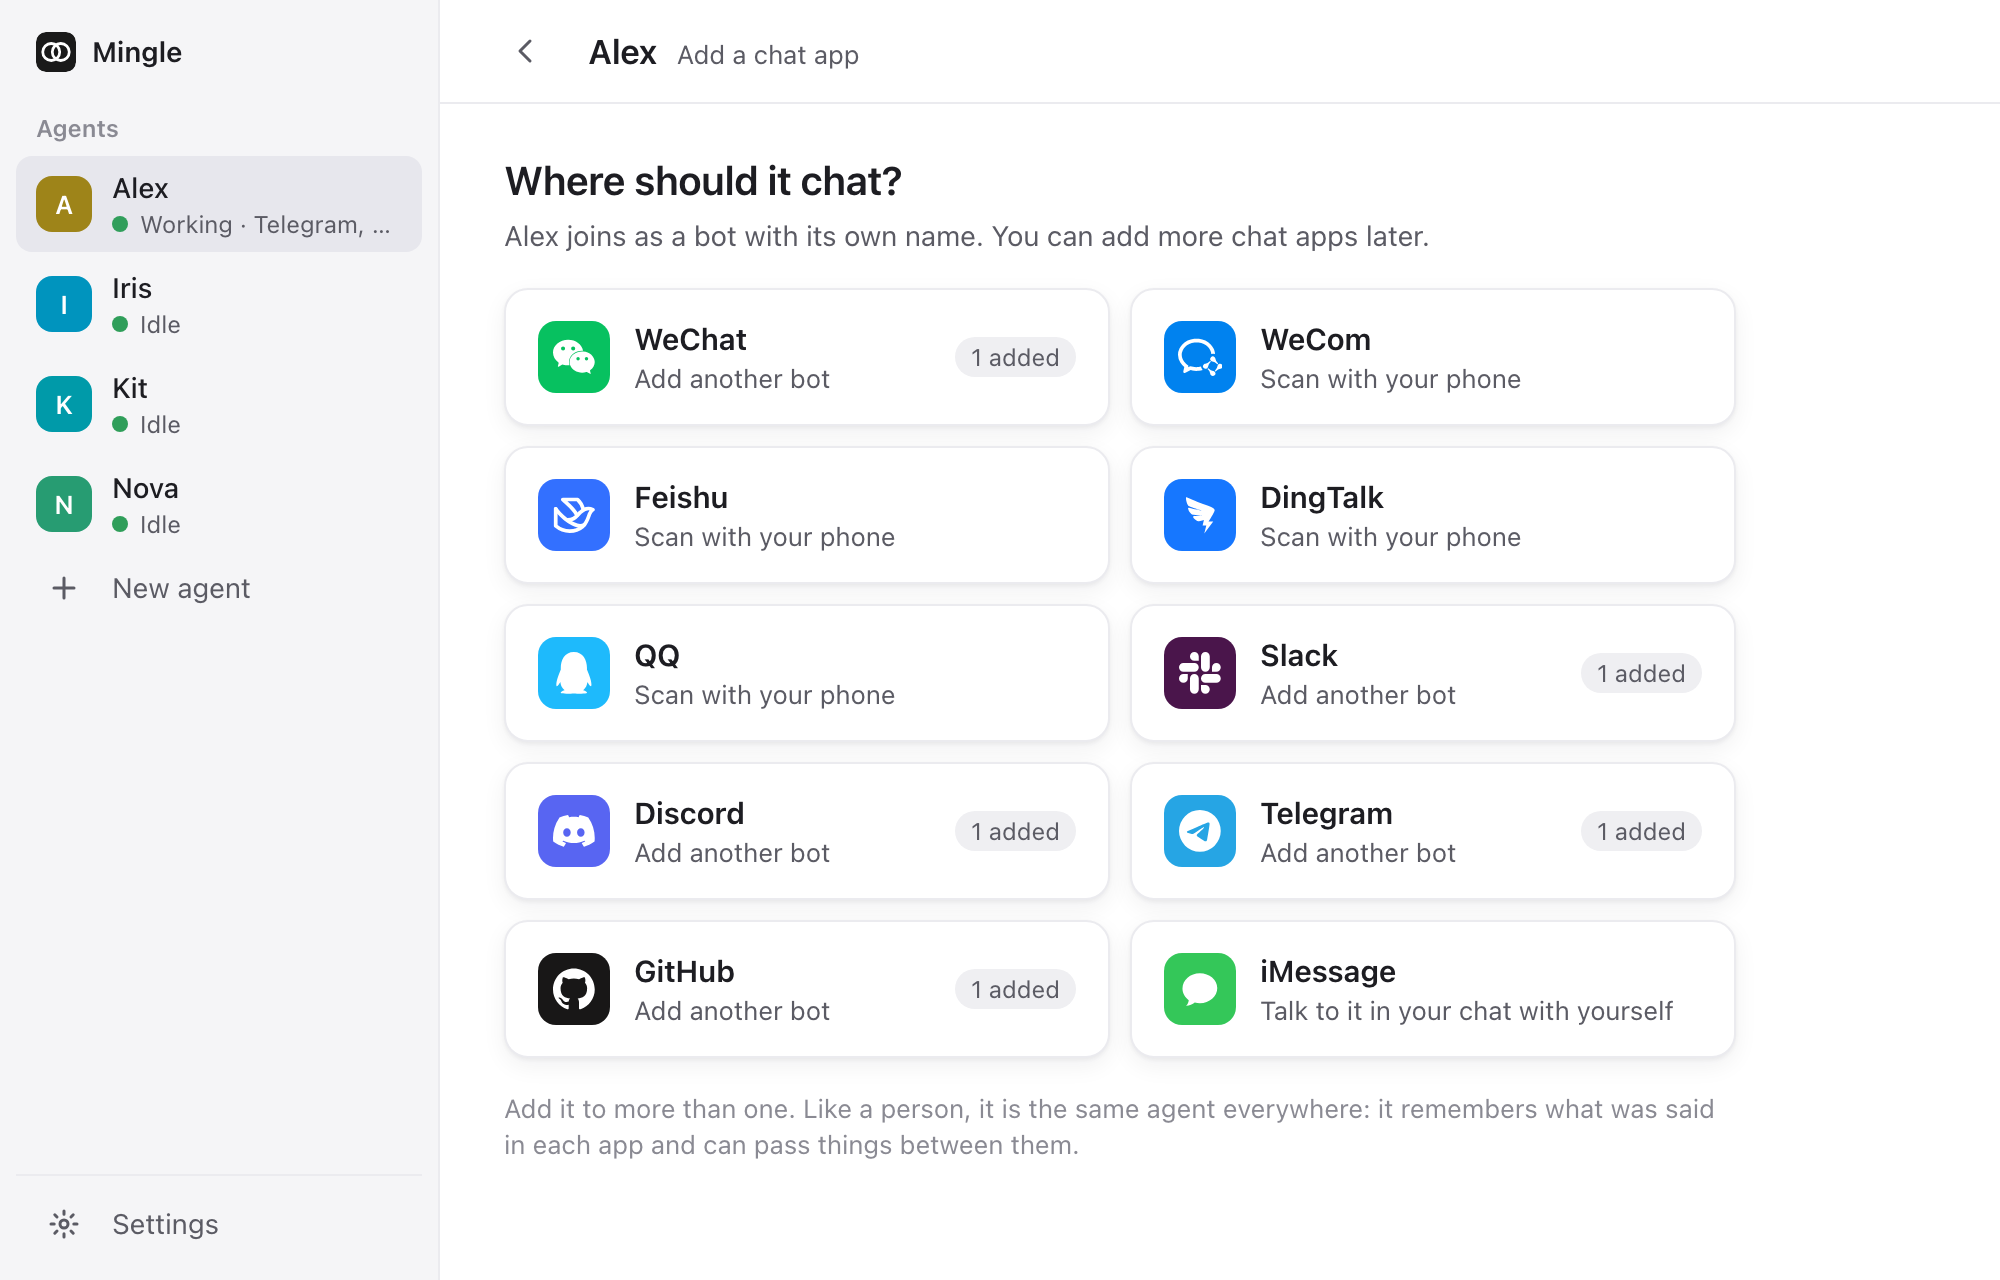 Mingle
Agents
A
Alex
Working · Telegram, ...
I
Iris
Idle
K
Kit
Idle
N
Nova
Idle
New agent
Settings
Alex Add a chat app
Where should it chat?
Alex joins as a bot with its own name. You can add more chat apps later.
WeChat
Add another bot
1 added
WeCom
Scan with your phone
Feishu
Scan with your phone
DingTalk
Scan with your phone
QQ
Scan with your phone
Slack
Add another bot
1 added
Discord
Add another bot
1 added
Telegram
Add another bot
1 added
GitHub
Add another bot
1 added
iMessage
Talk to it in your chat with yourself
Add it to more than one. Like a person, it is the same agent everywhere: it remembers what was said
in each app and can pass things between them.